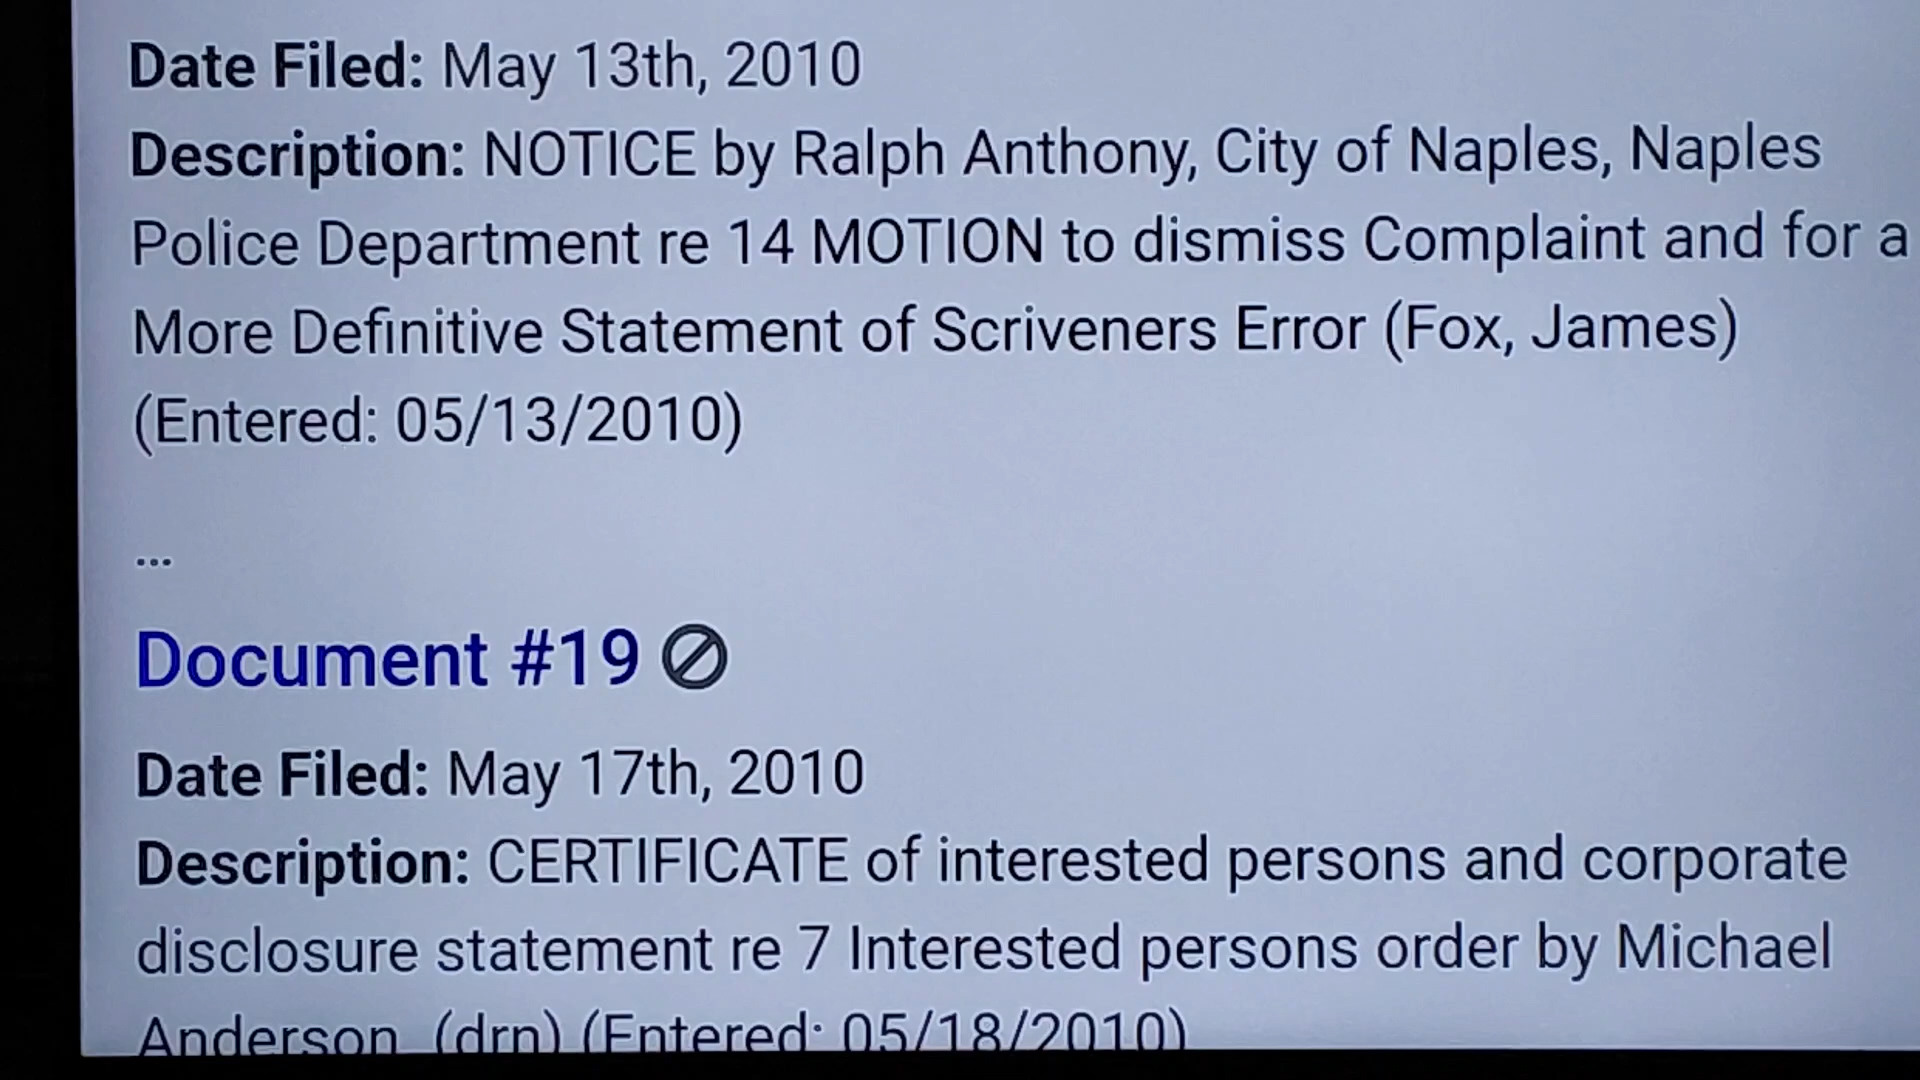 Date Filed: May 13th, 2010
Description: NOTICE by Ralph Anthony, City of Naples, Naples
Police Department re 14 MOTION to dismiss Complaint and for a
More Definitive Statement of Scriveners Error (Fox, James)
(Entered: 05/13/2010)
...
Document #19
Date Filed: May 17th, 2010
Description: CERTIFICATE of interested persons and corporate
disclosure statement re 7 Interested persons order by Michael
Anderson. (drn) (Entered: 05/18/2010)